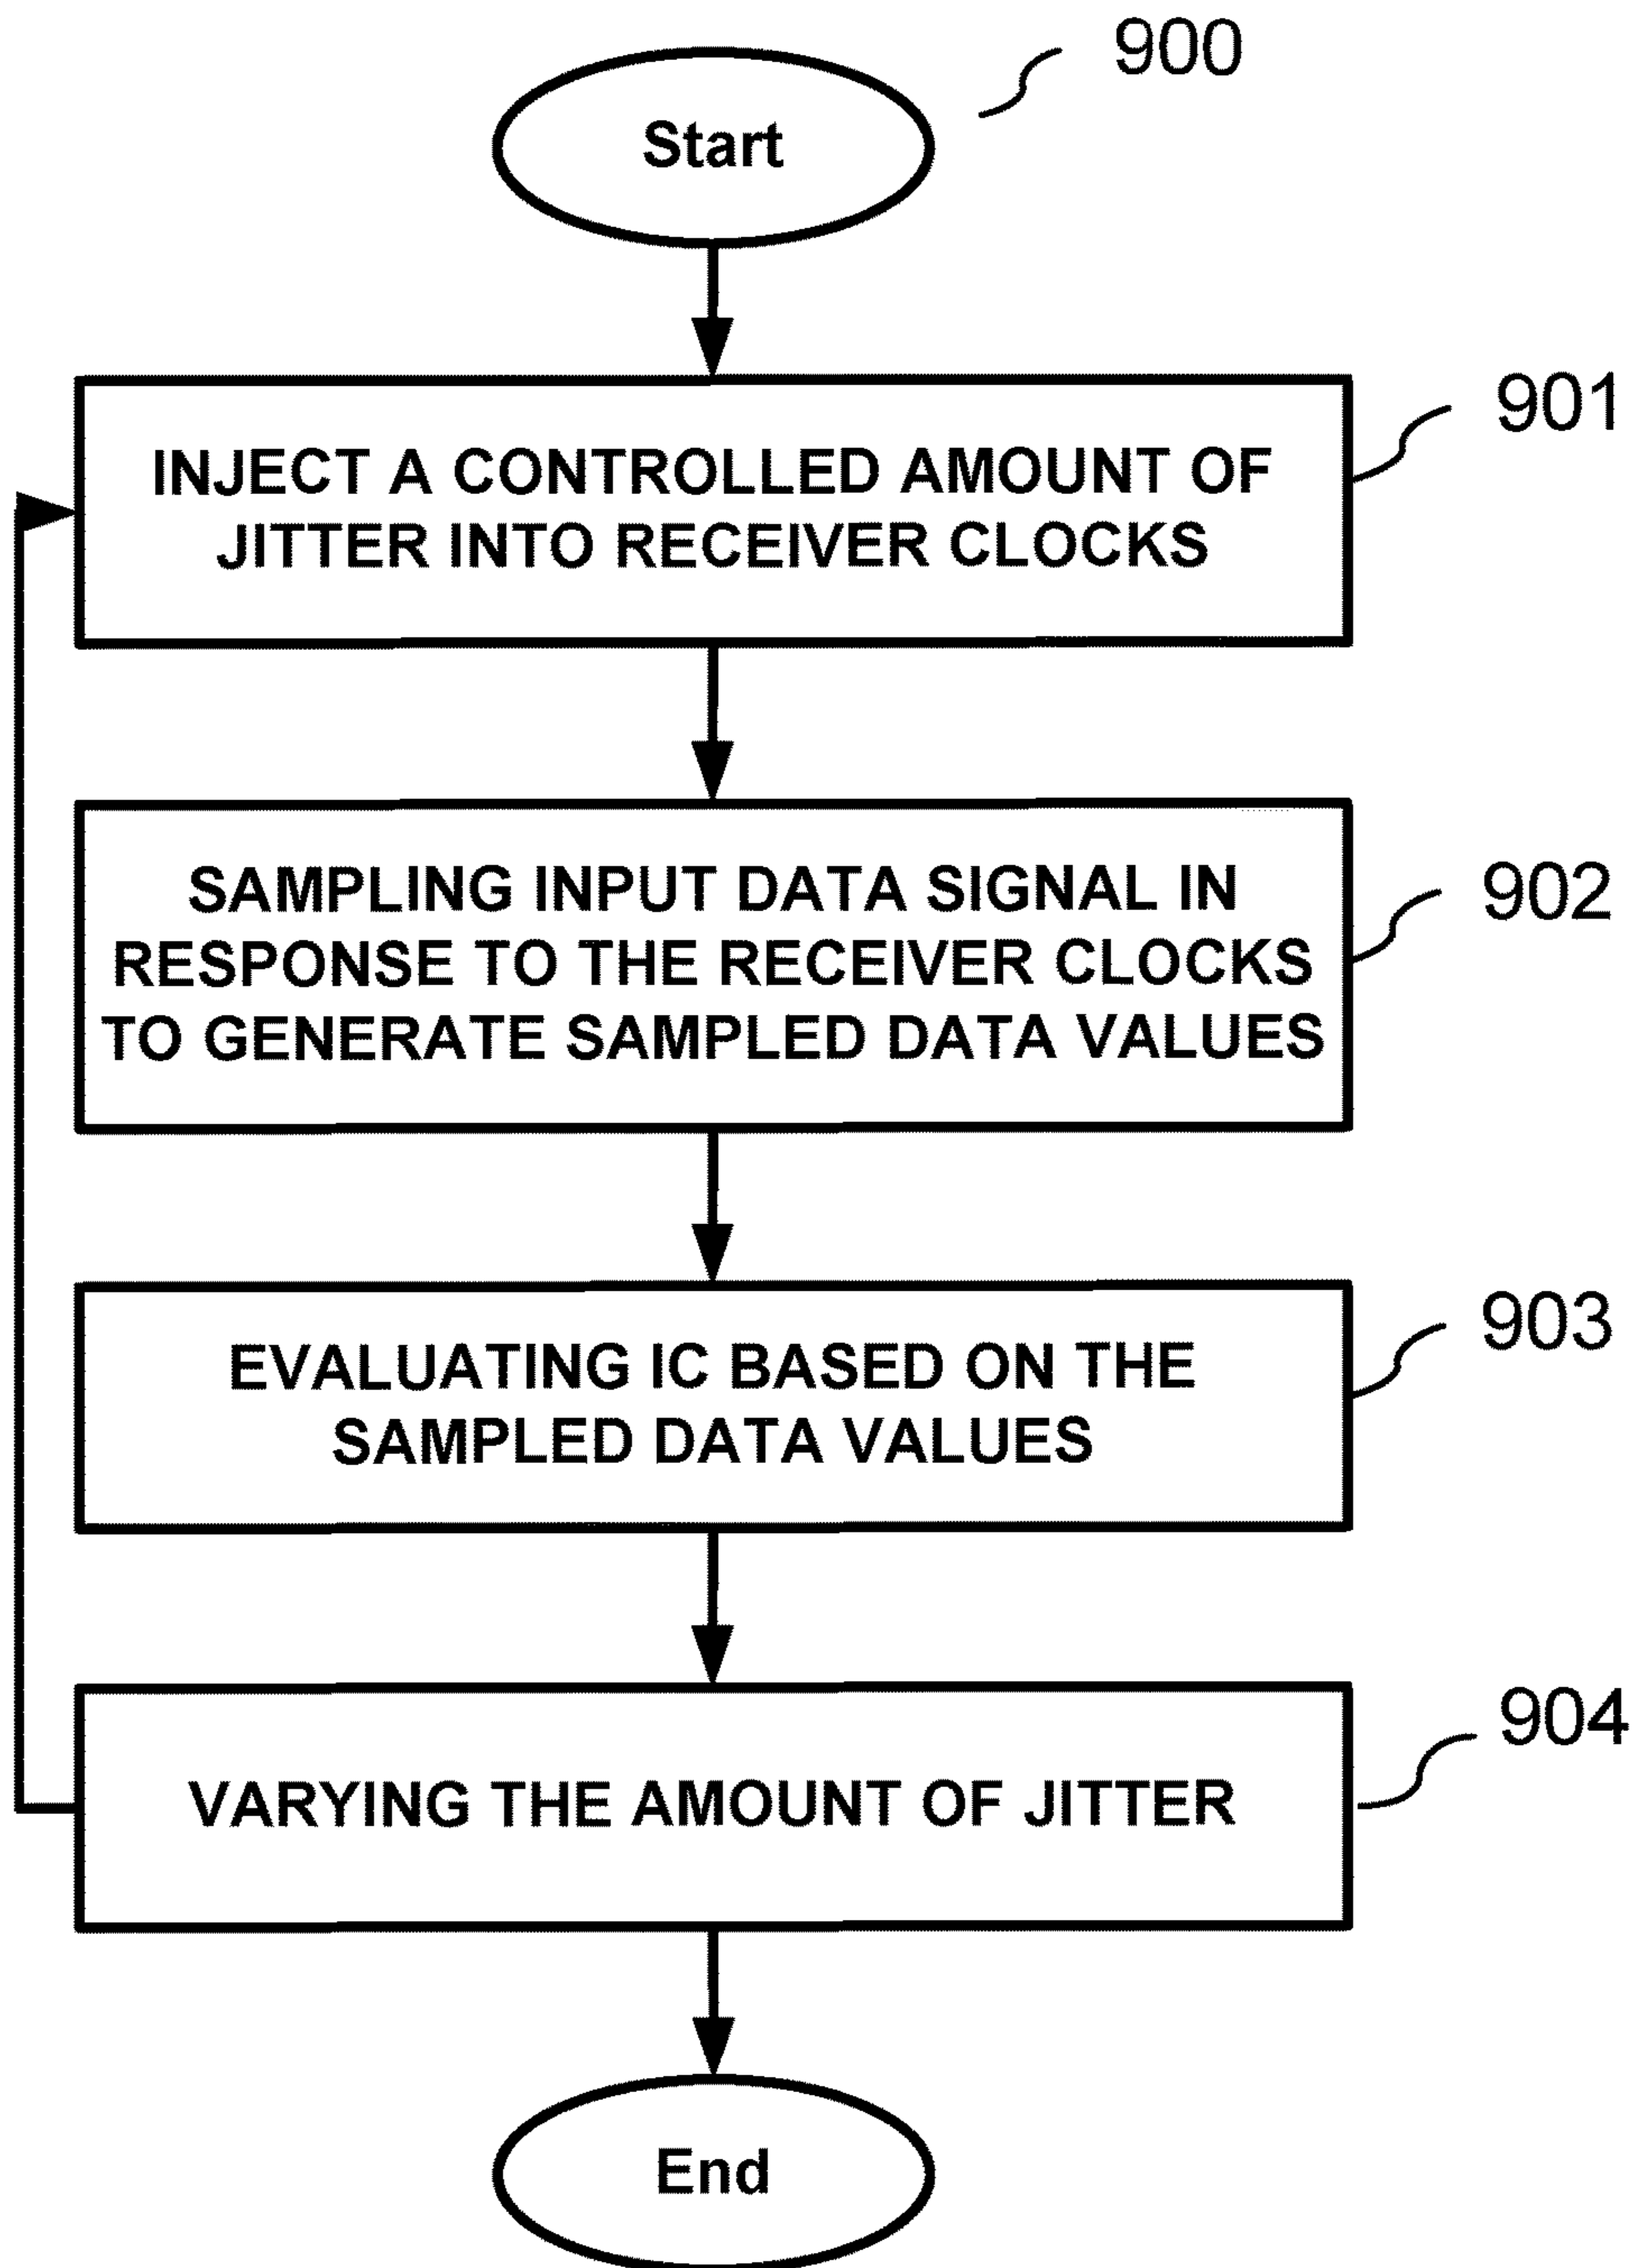 900
Start
901
INJECT A CONTROLLED AMOUNT OF
JITTER INTO RECEIVER CLOCKS
902
SAMPLING INPUT DATA SIGNAL IN
RESPONSE TO THE RECEIVER CLOCKS
TO GENERATE SAMPLED DATA VALUES
903
EVALUATING IC BASED ON THE
SAMPLED DATA VALUES
904
VARYING THE AMOUNT OF JITTER
End